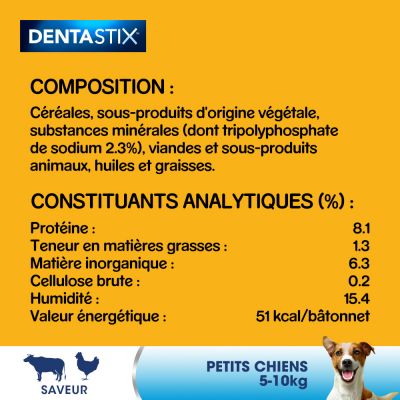 DENTASTIX
COMPOSITION :
Céréales, sous-produits d'origine végétale,
substances minérales (dont tripolyphosphate
de sodium 2.3%), viandes et sous-produits
animaux, huiles et graisses.
CONSTITUANTS ANALYTIQUES (%) :
Protéine : 8.1
Teneur en matières grasses : 1.3
Matière inorganique : 6.3
Cellulose brute : 0.2
Humidité : 15.4
Valeur énergétique : 51 kcal/bâtonnet
SAVEUR
PETITS CHIENS
5-10kg